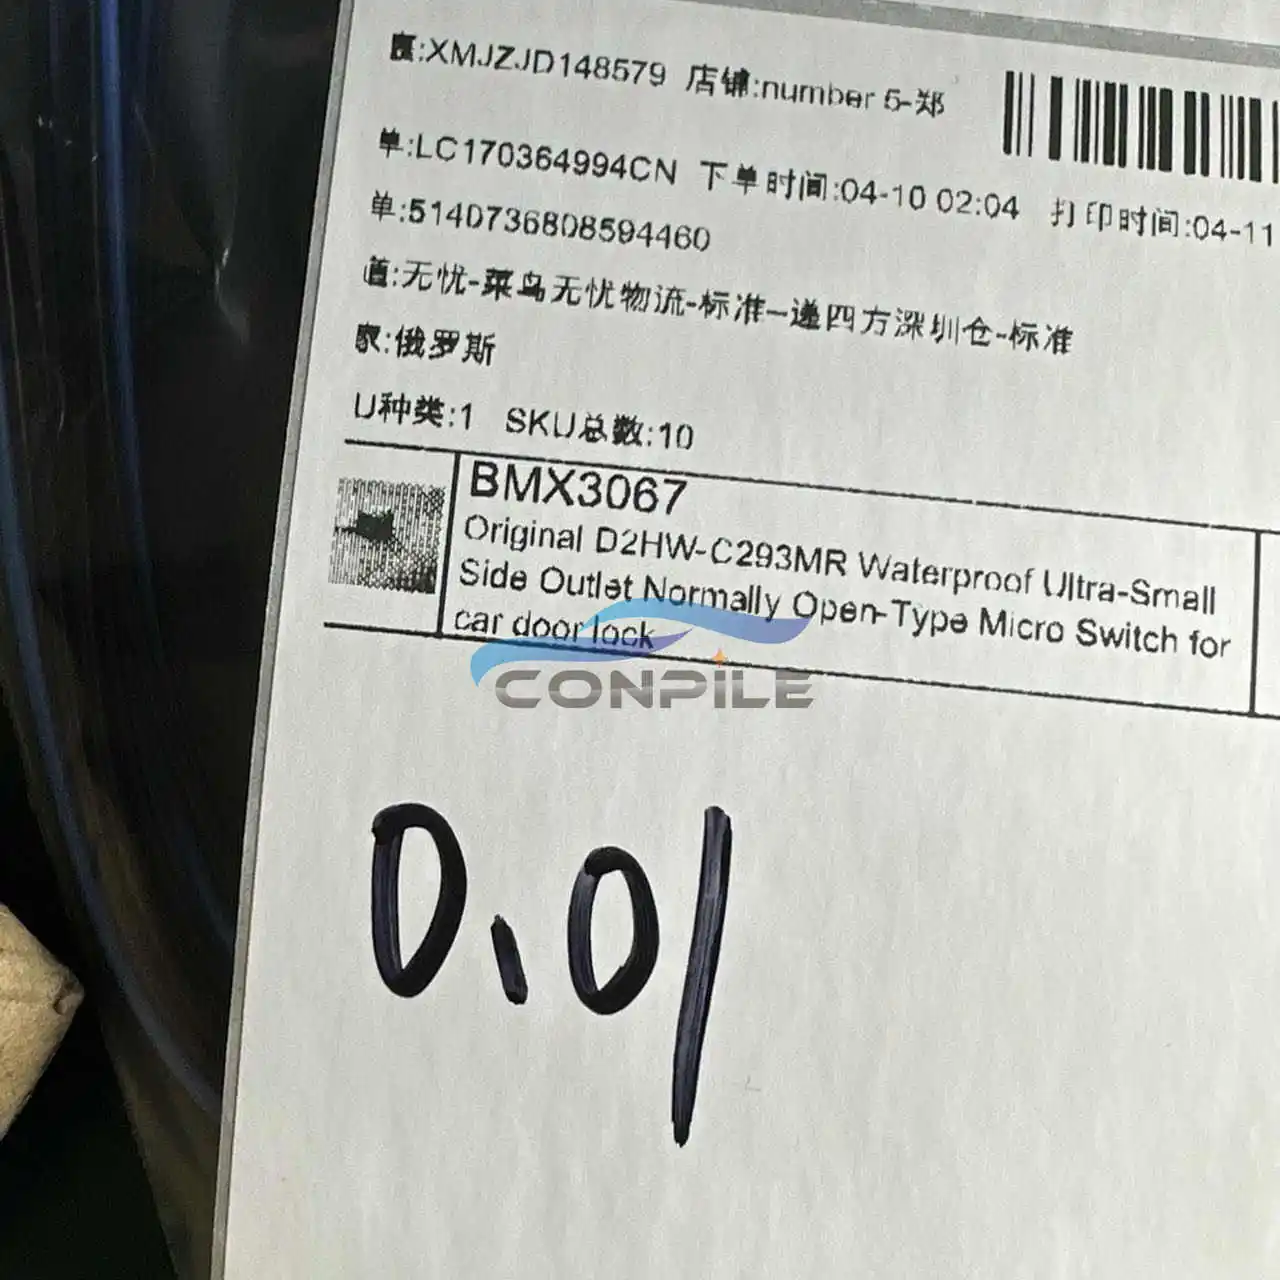 :XMJZJD148579 店铺:number 5-郑
单:LC170364994CN 下单时间:04-10 02:04 打印时间:04-11
单:5140736808594460
道:无忧-菜鸟无忧物流-标准-递四方深圳仓-标准
家:俄罗斯
U种类:1 SKU总数:10
BMX3067
Original D2HW-C293MR Waterproof Ultra-Small
Side Outlet Normally Open-Type Micro Switch for
car door lock
CONPILE
0.01